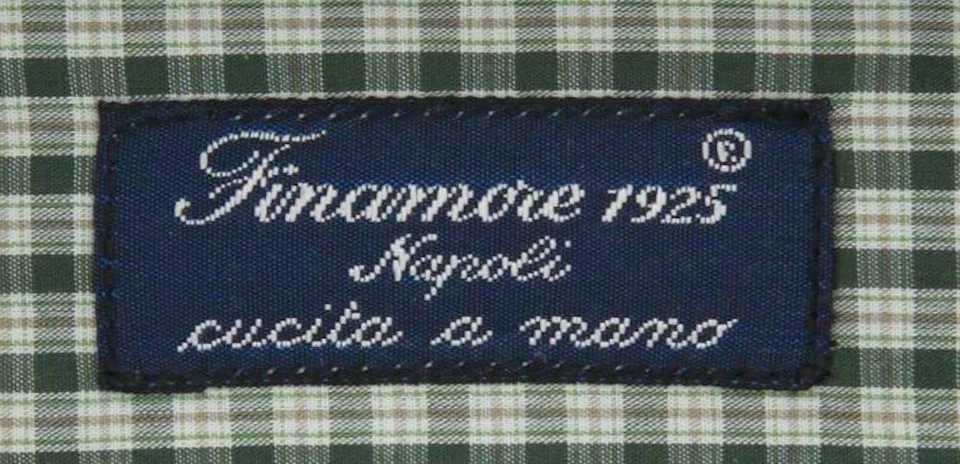 Finamore 1925®
Napoli
cucita a mano